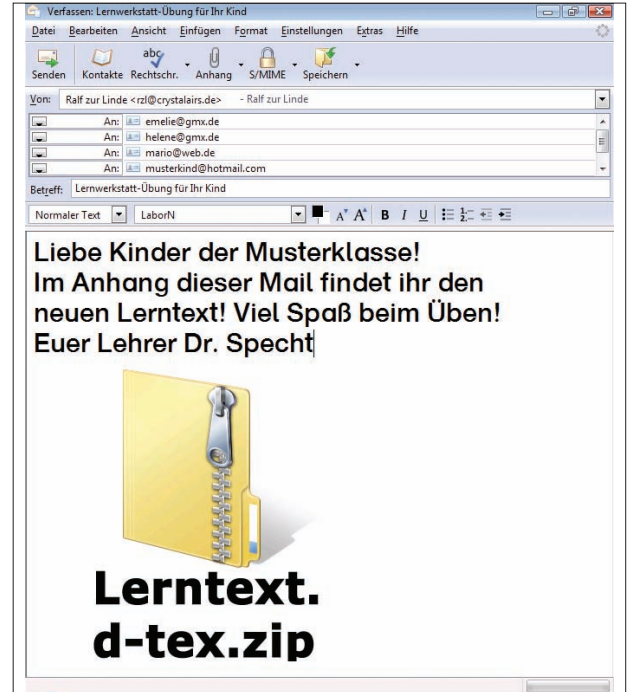 Verfassen: Lernwerkstatt-Übung für Ihr Kind
Datei Bearbeiten Ansicht Einfügen Format Einstellungen Extras Hilfe
Senden Kontakte Rechtschr. Anhang S/MIME Speichern
Von: Ralf zur Linde <rzl@crystalairs.de> - Ralf zur Linde
An: emelie@gmx.de
An: helene@gmx.de
An: mario@web.de
An: musterkind@hotmail.com
Betreff: Lernwerkstatt-Übung für Ihr Kind
Normaler Text LaborN A A B I U
Liebe Kinder der Musterklasse!
Im Anhang dieser Mail findet ihr den
neuen Lerntext! Viel Spaß beim Üben!
Euer Lehrer Dr. Specht
Lerntext.
d-tex.zip